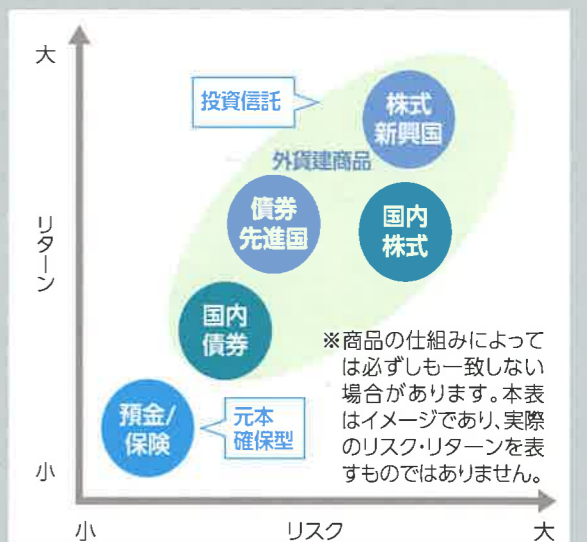 大
投資信託
株式
新興国
外貨建商品
債券
先進国
国内
株式
リターン
国内
債券
※商品の仕組みによって
は必ずしも一致しない
場合があります。本表
はイメージであり、実際
のリスク・リターンを表
すものではありません。
預金/
保険
元本
確保型
小
小
リスク
大